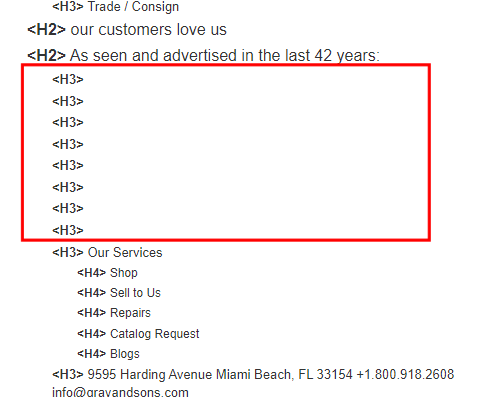 <H3> Trade / Consign
<H2> our customers love us
<H2> As seen and advertised in the last 42 years:
<H3>
<H3>
<H3>
<H3>
<H3>
<H3>
<H3>
<H3>
<H3> Our Services
<H4> Shop
<H4> Sell to Us
<H4> Repairs
<H4> Catalog Request
<H4> Blogs
<H3> 9595 Harding Avenue Miami Beach, FL 33154 +1.800.918.2608
info@grayandsons.com